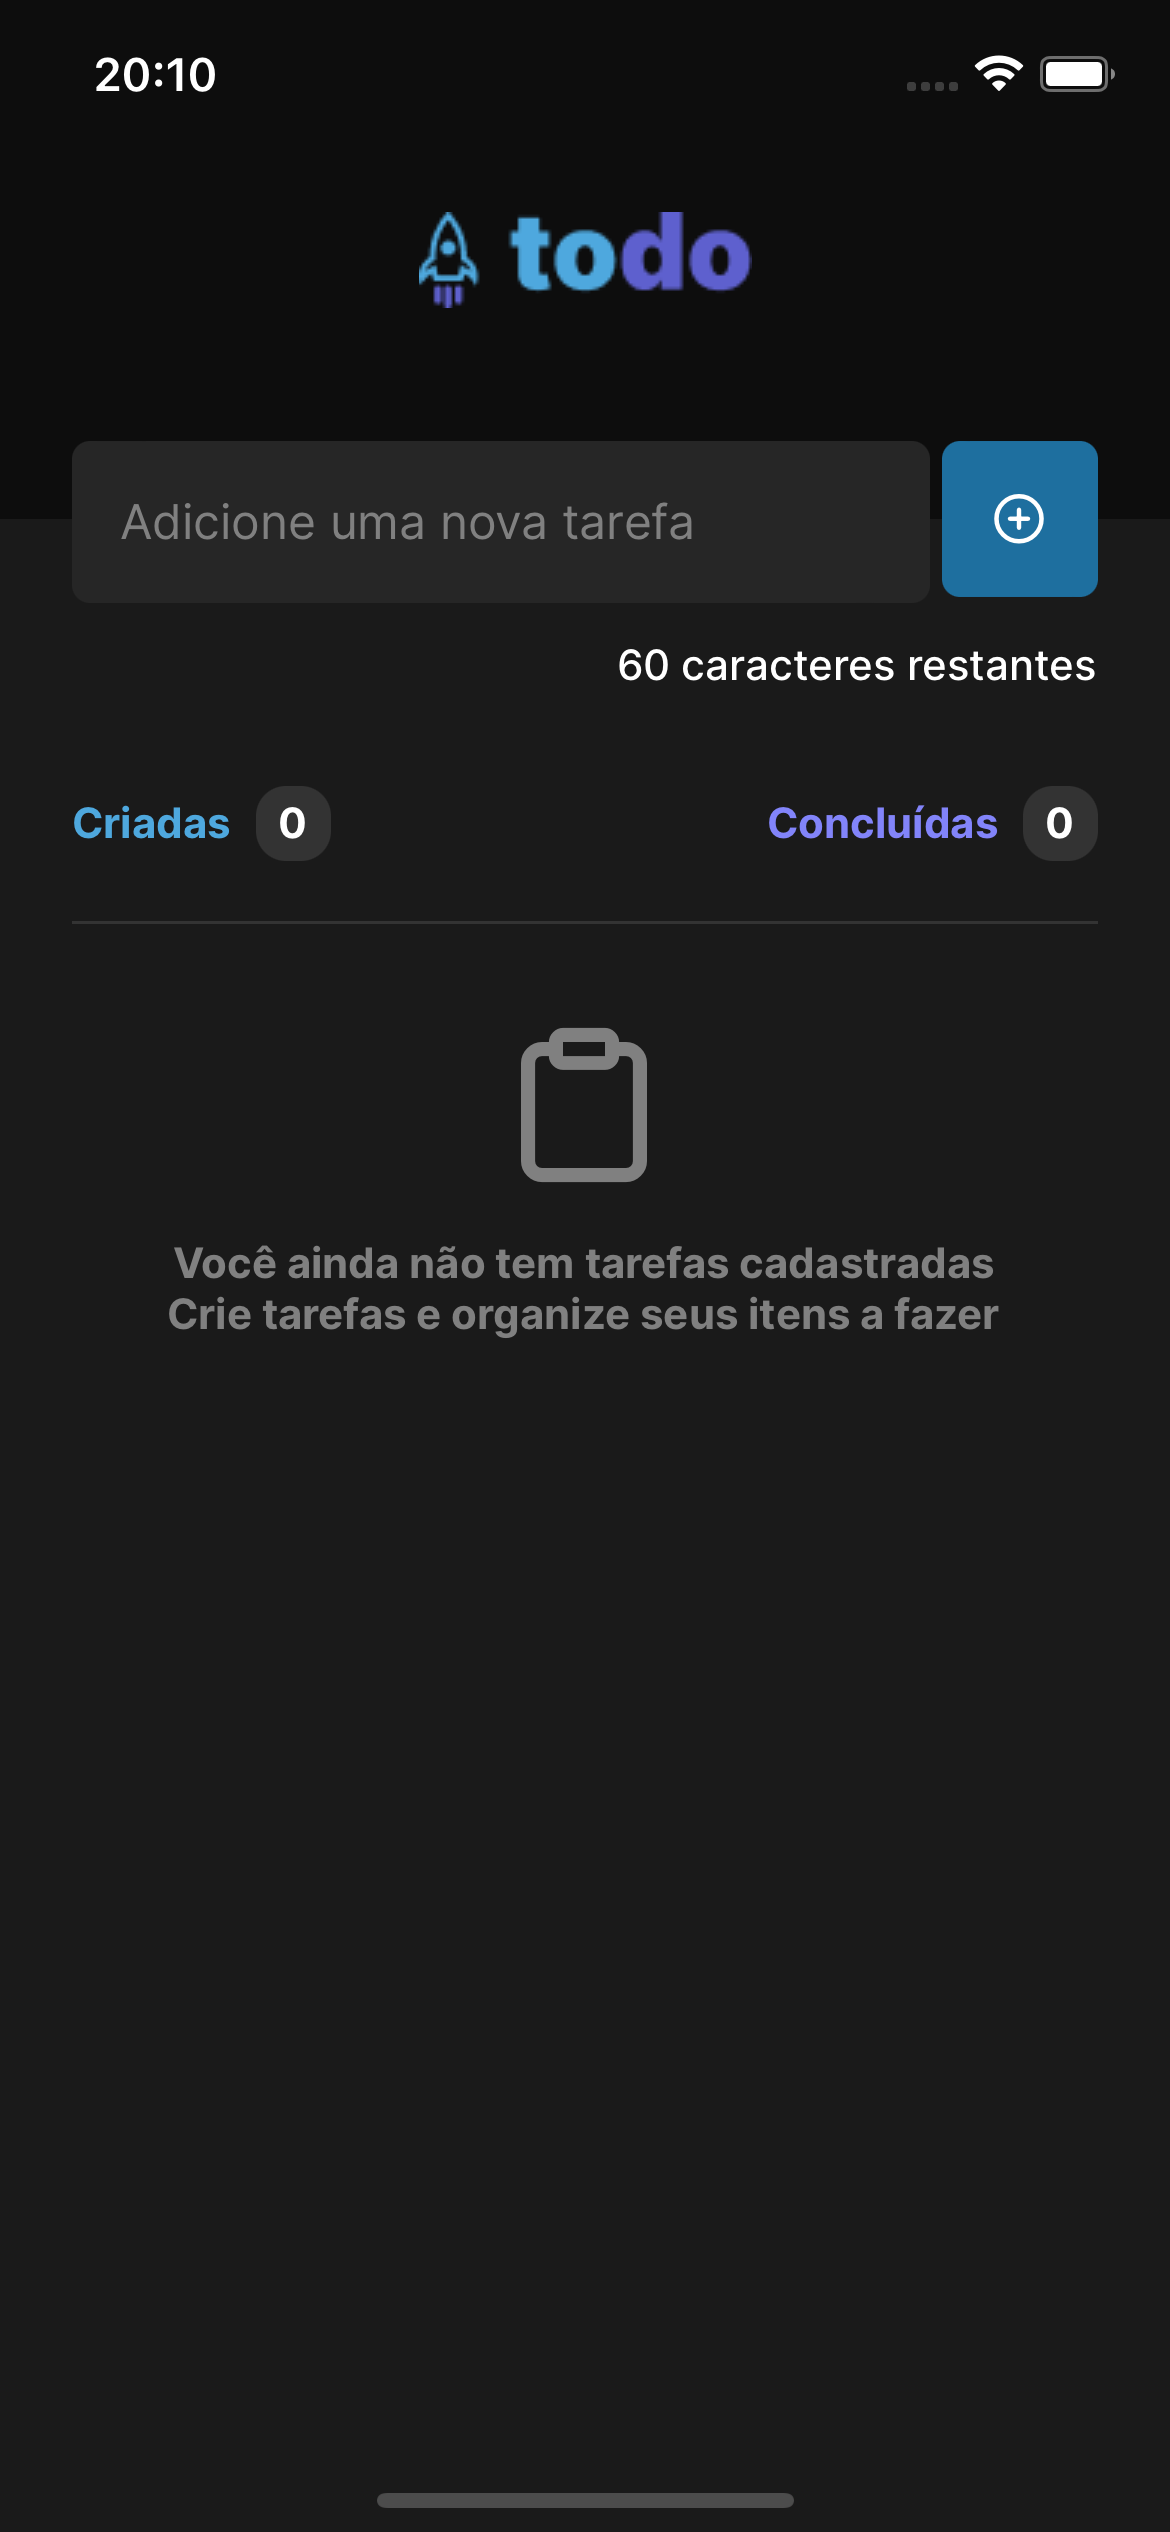 20:10
todo
Adicione uma nova tarefa
60 caracteres restantes
Criadas 0
Concluídas 0
Você ainda não tem tarefas cadastradas
Crie tarefas e organize seus itens a fazer